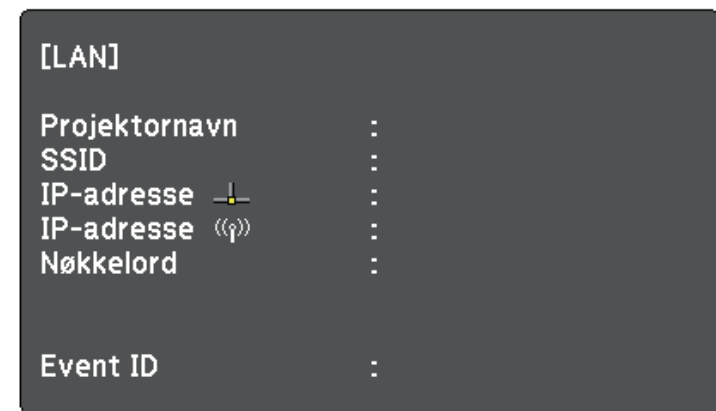 [LAN]
Projektornavn :
SSID :
IP-adresse :
IP-adresse :
Nøkkelord :
Event ID :